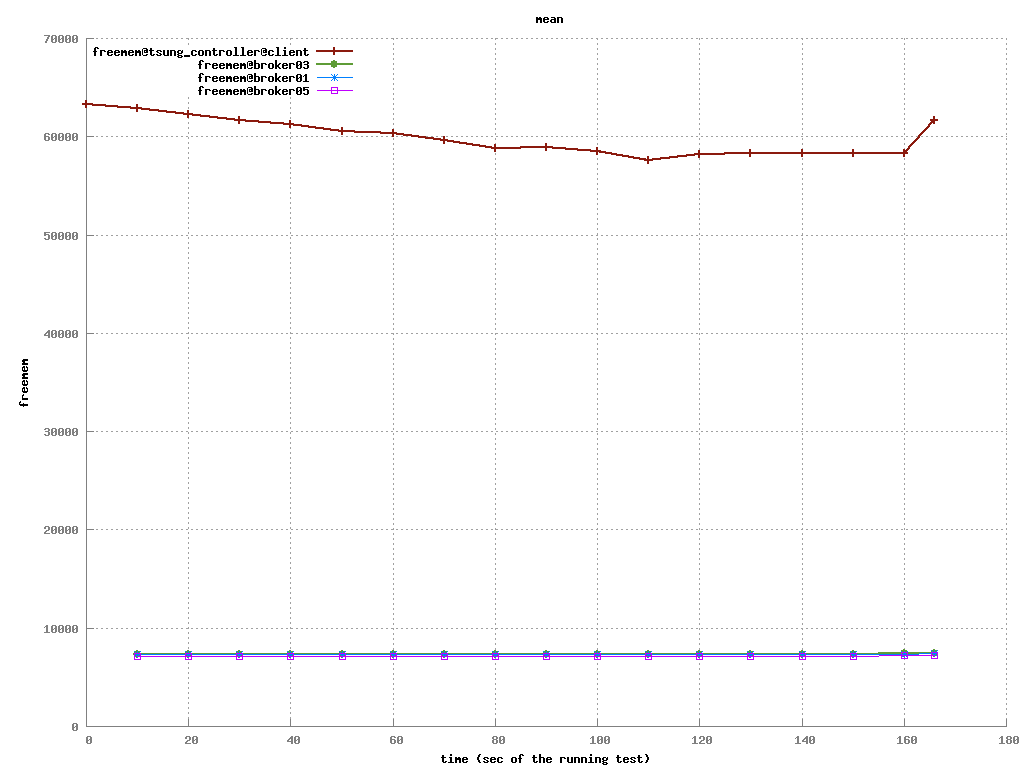 mean
70000
60000
50000
40000
30000
20000
10000
0
freemem
freemem@tsung_controller@client
freemem@broker03
freemem@broker01
freemem@broker05
0 20 40 60 80 100 120 140 160 180
time (sec of the running test)